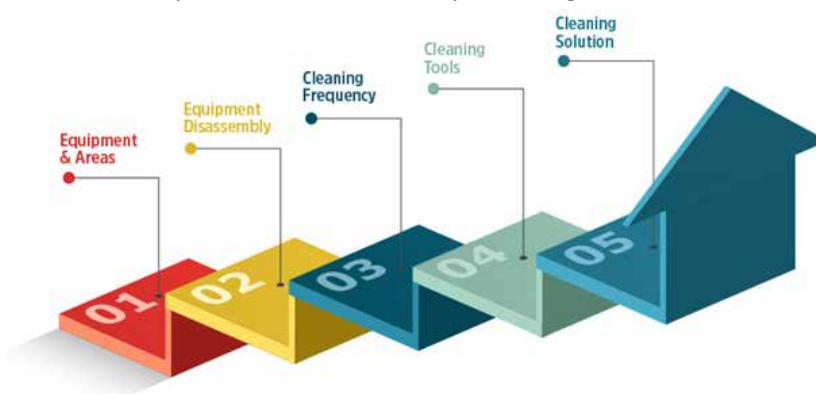 Equipment
& Areas
Equipment
Disassembly
Cleaning
Frequency
Cleaning
Tools
Cleaning
Solution
01
02
03
04
05